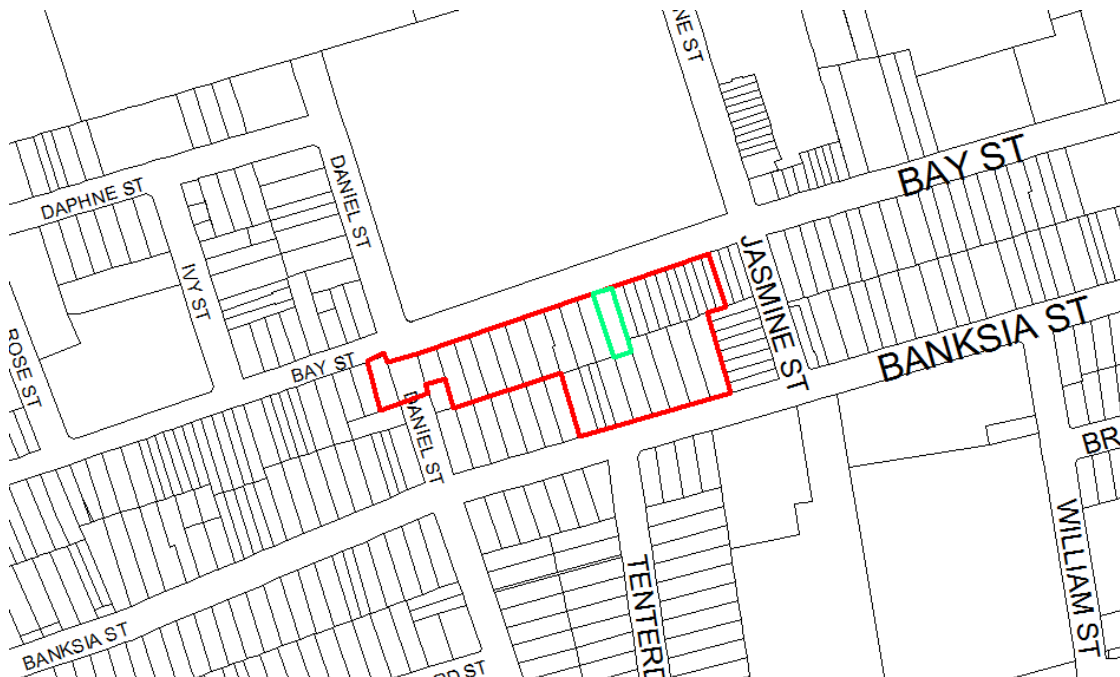 NE ST
BAY ST
DAPHNE ST
DANIEL ST
IVY ST
JASMINE ST
ROSE ST
BAY ST
BANKSIA ST
DANIEL ST
BR
WILLIAM ST
TENTERD
BANKSIA ST
RD ST